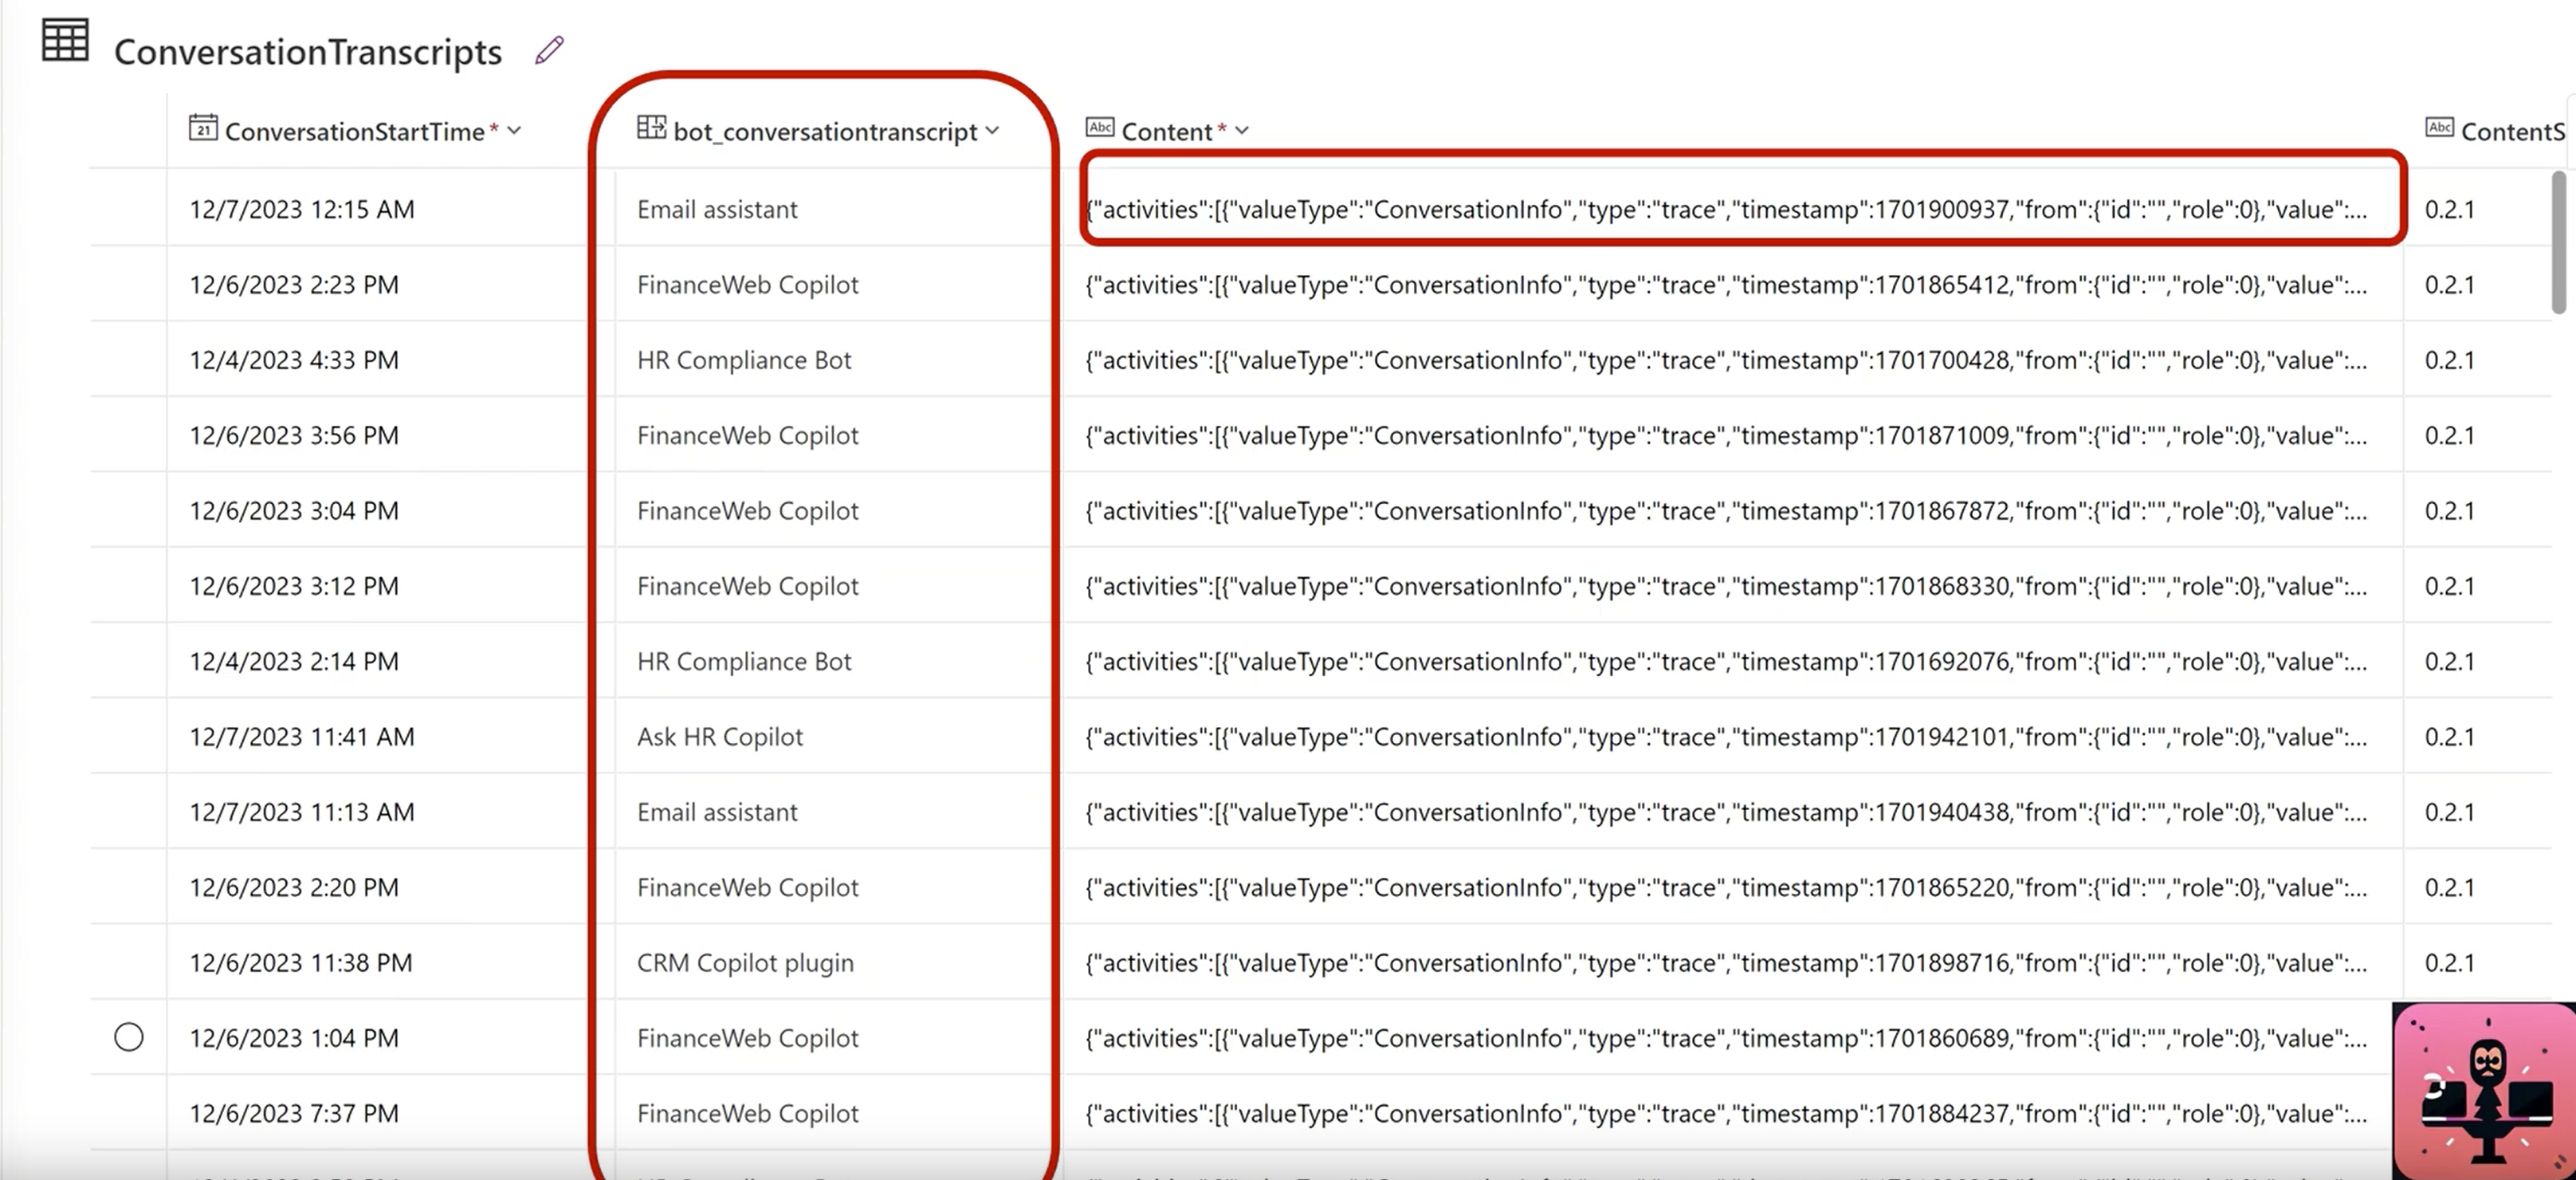 ConversationTranscripts
21 ConversationStartTime * bot_conversationtranscript Abc Content * Abc ContentS
12/7/2023 12:15 AM Email assistant {"activities":[{"valueType":"ConversationInfo","type":"trace","timestamp":1701900937,"from":{"id":"","role":0},"value":... 0.2.1
12/6/2023 2:23 PM FinanceWeb Copilot {"activities":[{"valueType":"ConversationInfo","type":"trace","timestamp":1701865412,"from":{"id":"","role":0},"value":... 0.2.1
12/4/2023 4:33 PM HR Compliance Bot {"activities":[{"valueType":"ConversationInfo","type":"trace","timestamp":1701700428,"from":{"id":"","role":0},"value":... 0.2.1
12/6/2023 3:56 PM FinanceWeb Copilot {"activities":[{"valueType":"ConversationInfo","type":"trace","timestamp":1701871009,"from":{"id":"","role":0},"value":... 0.2.1
12/6/2023 3:04 PM FinanceWeb Copilot {"activities":[{"valueType":"ConversationInfo","type":"trace","timestamp":1701867872,"from":{"id":"","role":0},"value":... 0.2.1
12/6/2023 3:12 PM FinanceWeb Copilot {"activities":[{"valueType":"ConversationInfo","type":"trace","timestamp":1701868330,"from":{"id":"","role":0},"value":... 0.2.1
12/4/2023 2:14 PM HR Compliance Bot {"activities":[{"valueType":"ConversationInfo","type":"trace","timestamp":1701692076,"from":{"id":"","role":0},"value":... 0.2.1
12/7/2023 11:41 AM Ask HR Copilot {"activities":[{"valueType":"ConversationInfo","type":"trace","timestamp":1701942101,"from":{"id":"","role":0},"value":... 0.2.1
12/7/2023 11:13 AM Email assistant {"activities":[{"valueType":"ConversationInfo","type":"trace","timestamp":1701940438,"from":{"id":"","role":0},"value":... 0.2.1
12/6/2023 2:20 PM FinanceWeb Copilot {"activities":[{"valueType":"ConversationInfo","type":"trace","timestamp":1701865220,"from":{"id":"","role":0},"value":... 0.2.1
12/6/2023 11:38 PM CRM Copilot plugin {"activities":[{"valueType":"ConversationInfo","type":"trace","timestamp":1701898716,"from":{"id":"","role":0},"value":... 0.2.1
12/6/2023 1:04 PM FinanceWeb Copilot {"activities":[{"valueType":"ConversationInfo","type":"trace","timestamp":1701860689,"from":{"id":"","role":0},"value":...
12/6/2023 7:37 PM FinanceWeb Copilot {"activities":[{"valueType":"ConversationInfo","type":"trace","timestamp":1701884237,"from":{"id":"","role":0},"value":...